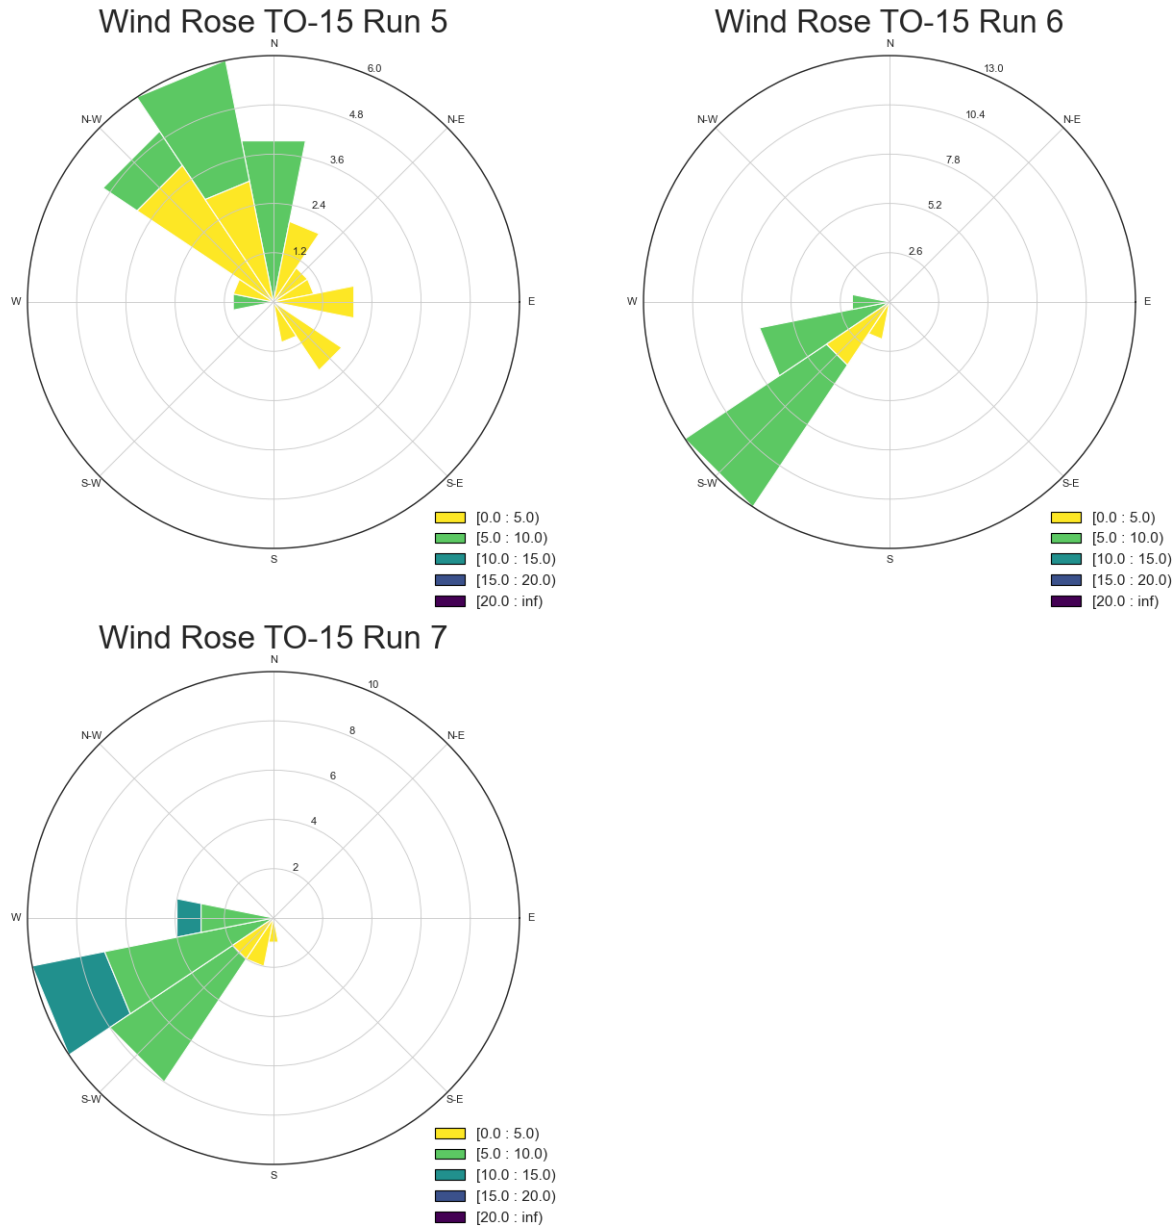 Wind Rose TO-15 Run 5
N
6.0
N-W
N-E
4.8
3.6
2.4
1.2
W
E
S-W
S-E
S
[0.0 : 5.0)
[5.0 : 10.0)
[10.0 : 15.0)
[15.0 : 20.0)
[20.0 : inf)
Wind Rose TO-15 Run 6
N
13.0
N-W
N-E
10.4
7.8
5.2
2.6
W
E
S-W
S-E
S
[0.0 : 5.0)
[5.0 : 10.0)
[10.0 : 15.0)
[15.0 : 20.0)
[20.0 : inf)
Wind Rose TO-15 Run 7
N
10
N-W
N-E
8
6
4
2
W
E
S-W
S-E
S
[0.0 : 5.0)
[5.0 : 10.0)
[10.0 : 15.0)
[15.0 : 20.0)
[20.0 : inf)